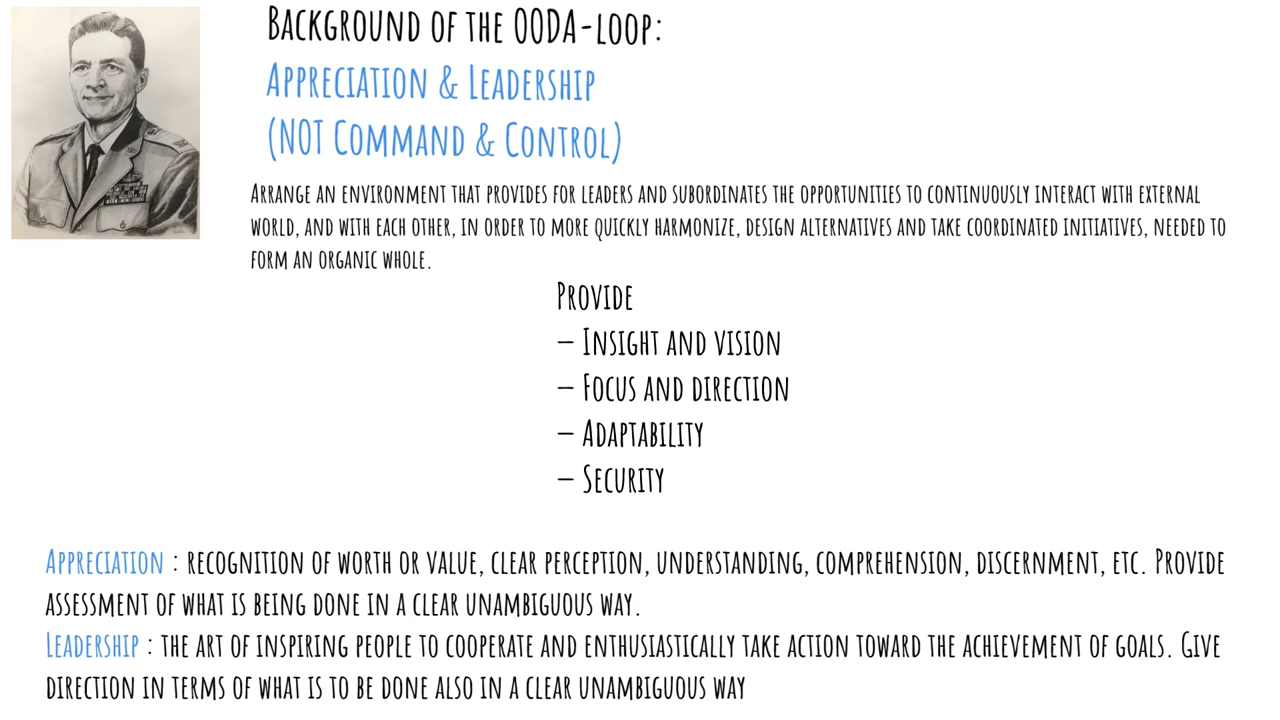 Background of the OODA-loop:
Appreciation & Leadership
(NOT Command & Control)
Arrange an environment that provides for leaders and subordinates the opportunities to continuously interact with external
world, and with each other, in order to more quickly harmonize, design alternatives and take coordinated initiatives, needed to
form an organic whole.
Provide
– Insight and vision
– Focus and direction
– Adaptability
– Security
Appreciation : recognition of worth or value, clear perception, understanding, comprehension, discernment, etc. Provide
assessment of what is being done in a clear unambiguous way.
Leadership : the art of inspiring people to cooperate and enthusiastically take action toward the achievement of goals. Give
direction in terms of what is to be done also in a clear unambiguous way